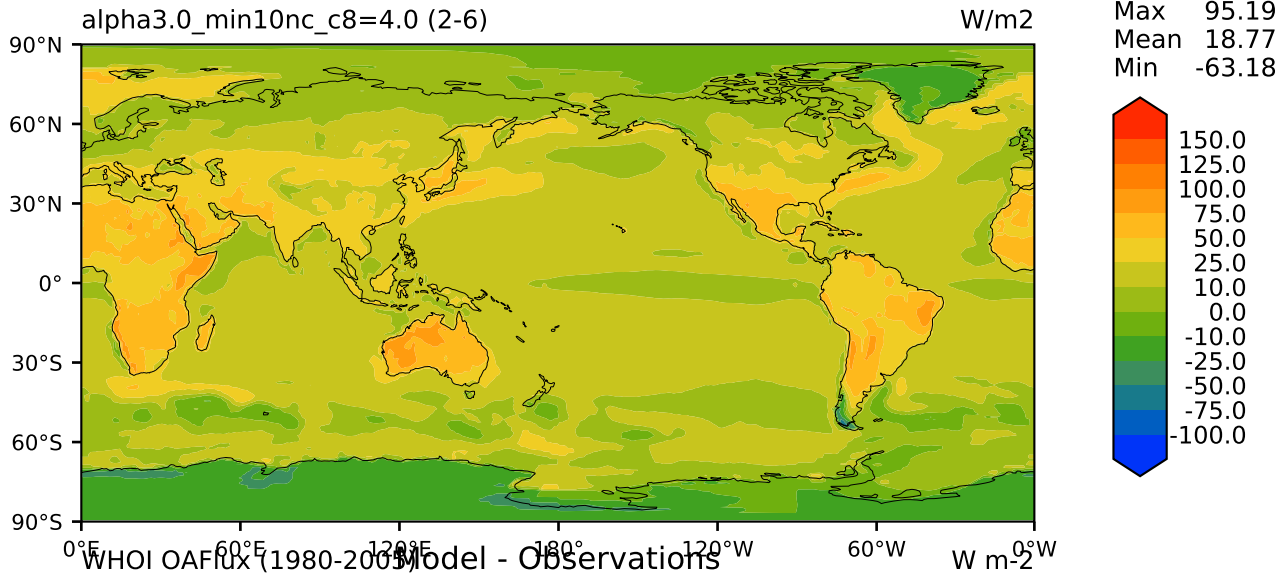 alpha3.0_min10nc_c8=4.0 (2-6) W/m2
Max 95.19
Mean 18.77
Min -63.18
90°N
60°N
30°N
0°
30°S
60°S
90°S
0°E 60°E 120°E 180° 120°W 60°W 0°W
WHOI OAFlux (1980-2005) Model - Observations W m-2
150.0
125.0
100.0
75.0
50.0
25.0
10.0
0.0
-10.0
-25.0
-50.0
-75.0
-100.0